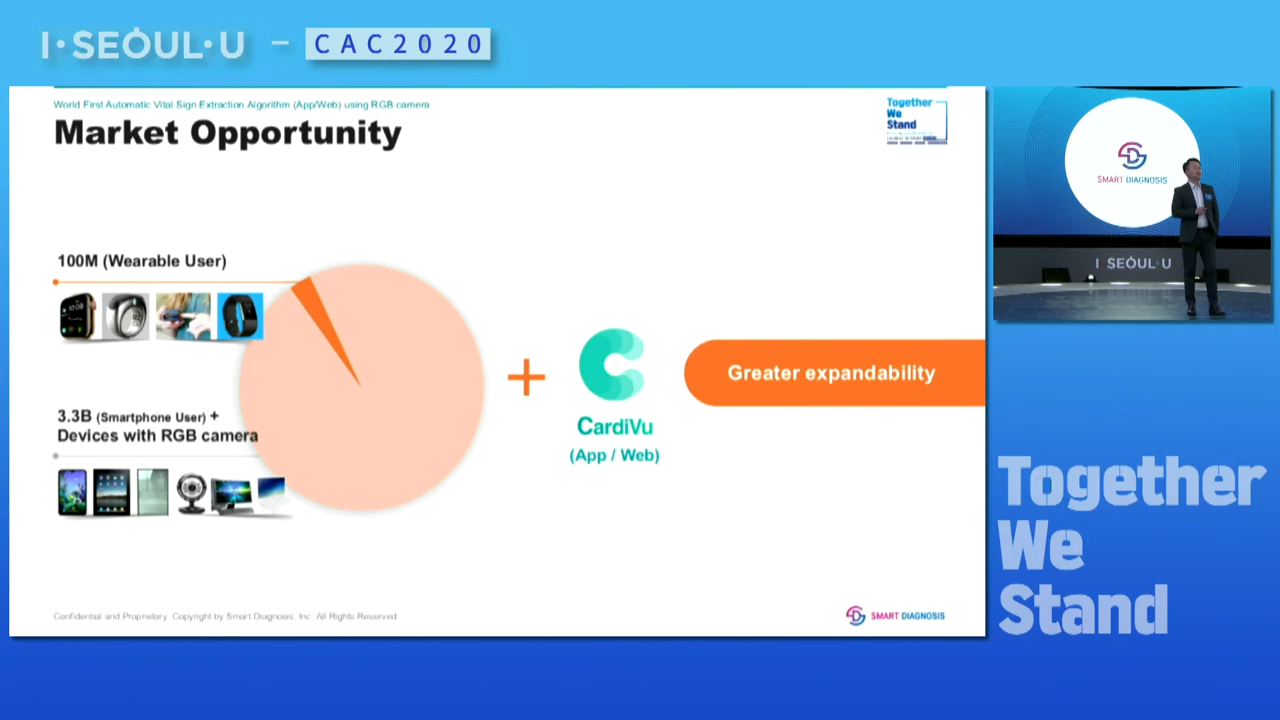 I·SEOUL·U – CAC2020
World First Automatic Vital Sign Extraction Algorithm (App/Web) using RGB camera
Market Opportunity
Together
We
Stand
100M (Wearable User)
3.3B (Smartphone User) +
Devices with RGB camera
+
CardiVu
(App / Web)
Greater expandability
Confidential and Proprietary. Copyright by Smart Diagnosis, Inc. All Rights Reserved
SMART DIAGNOSIS
SMART DIAGNOSIS
I SEOUL·U
Together
We
Stand